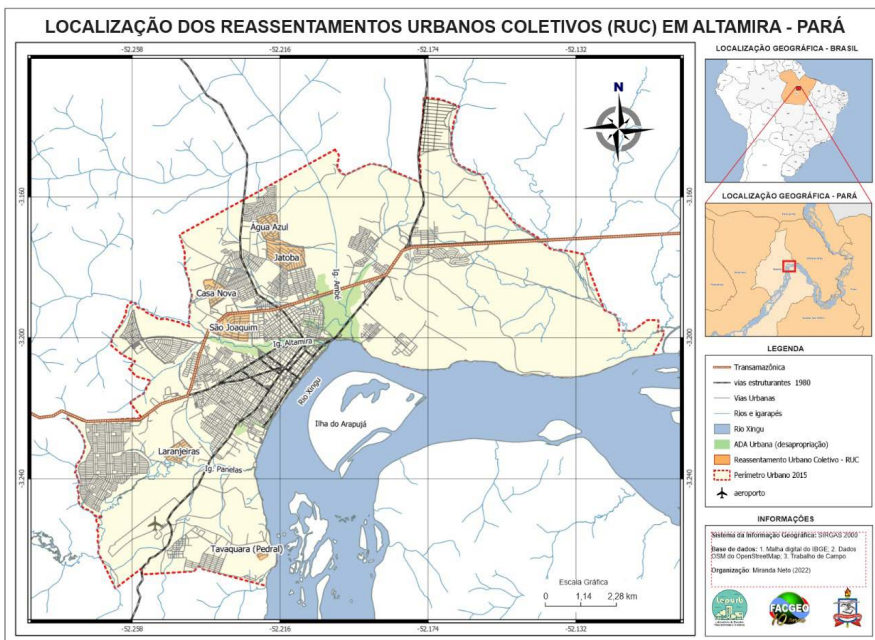 LOCALIZAÇÃO DOS REASSENTAMENTOS URBANOS COLETIVOS (RUC) EM ALTAMIRA - PARÁ
-52.258
-52.216
-52.174
-52.132
N
-3.160
-3.160
Água Azul
Jatoba
Ig. Ambé
Casa Nova
São Joaquim
-3.200
-3.200
Ig. Altamira
Rio Xingu
Ilha do Arapujá
Laranjeiras
Ig. Panelas
-3.240
-3.240
Tavaquara (Pedral)
Escala Gráfica
0 1,14 2,28 km
-52.258
-52.216
-52.174
-52.132
LOCALIZAÇÃO GEOGRÁFICA - BRASIL
LOCALIZAÇÃO GEOGRÁFICA - PARÁ
LEGENDA
Transamazônica
vias estruturantes 1980
Vias Urbanas
Rios e igarapés
Rio Xingu
ADA Urbana (desapropriação)
Reassentamento Urbano Coletivo - RUC
Perímetro Urbano 2015
aeroporto
INFORMAÇÕES
Sistema da Informação Geográfica: SIRGAS 2000
Base de dados: 1. Malha digital do IBGE; 2. Dados
OSM do OpenStreetMap; 3. Trabalho de Campo
Organização: Miranda Neto (2022)
FACGEO